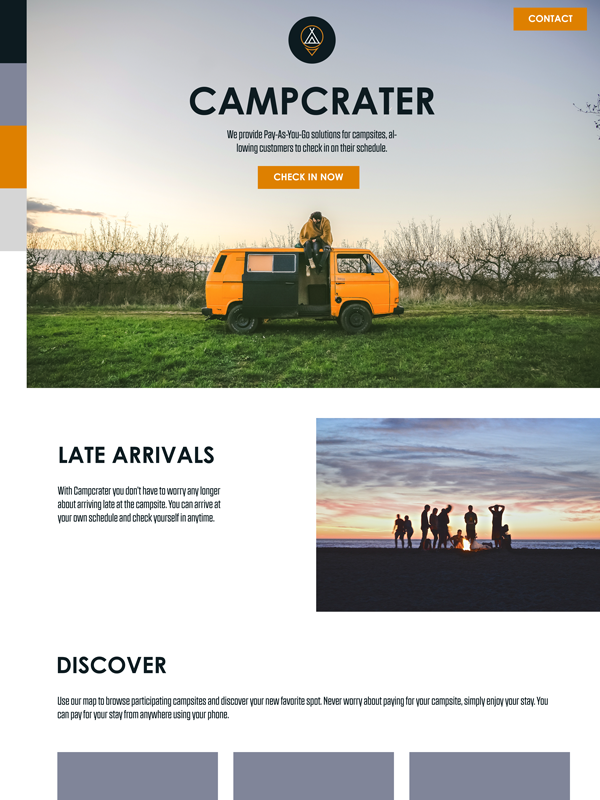 CONTACT
CAMPCRATER
We provide Pay-As-You-Go solutions for campsites, al-
lowing customers to check in on their schedule.
CHECK IN NOW
LATE ARRIVALS
With Campcrater you don't have to worry any longer
about arriving late at the campsite. You can arrive at
your own schedule and check yourself in anytime.
DISCOVER
Use our map to browse participating campsites and discover your new favorite spot. Never worry about paying for your campsite, simply enjoy your stay. You
can pay for your stay from anywhere using your phone.